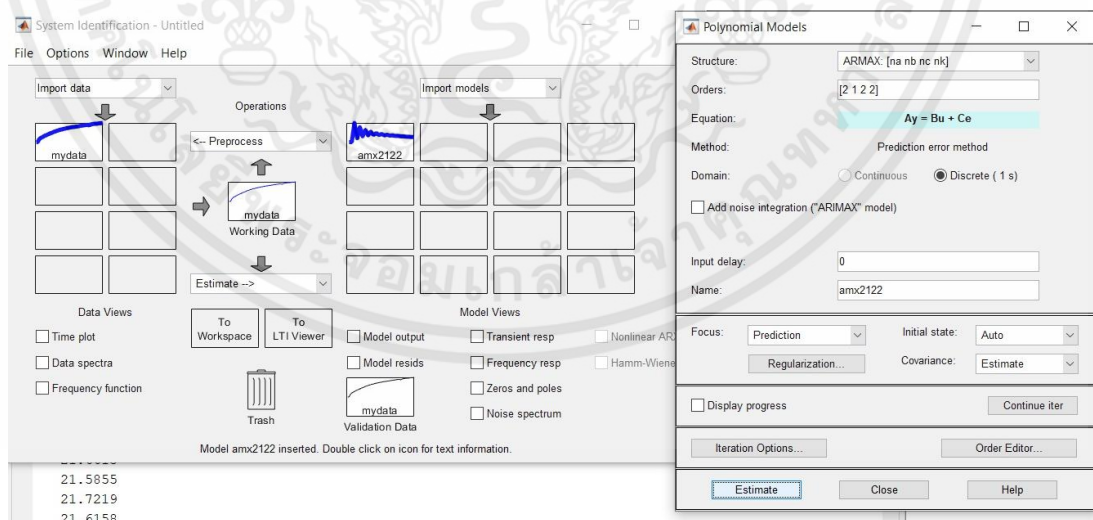 System Identification - Untitled
File Options Window Help
Import data
Operations
Import models
<-- Preprocess
mydata
amx2122
mydata
Working Data
Estimate -->
Data Views
To Workspace
To LTI Viewer
Model Views
Time plot
Data spectra
Frequency function
Trash
Model output
Transient resp
Nonlinear AR
Model resids
Frequency resp
Hamm-Wiene
Zeros and poles
Noise spectrum
mydata
Validation Data
Model amx2122 inserted. Double click on icon for text information.
21.5855
21.7219
21.6158
Polynomial Models
Structure: ARMAX: [na nb nc nk]
Orders: [2 1 2 2]
Equation: Ay = Bu + Ce
Method: Prediction error method
Domain: Continuous Discrete ( 1 s)
Add noise integration ("ARIMAX" model)
Input delay: 0
Name: amx2122
Focus: Prediction Initial state: Auto
Regularization... Covariance: Estimate
Display progress Continue iter
Iteration Options... Order Editor...
Estimate Close Help